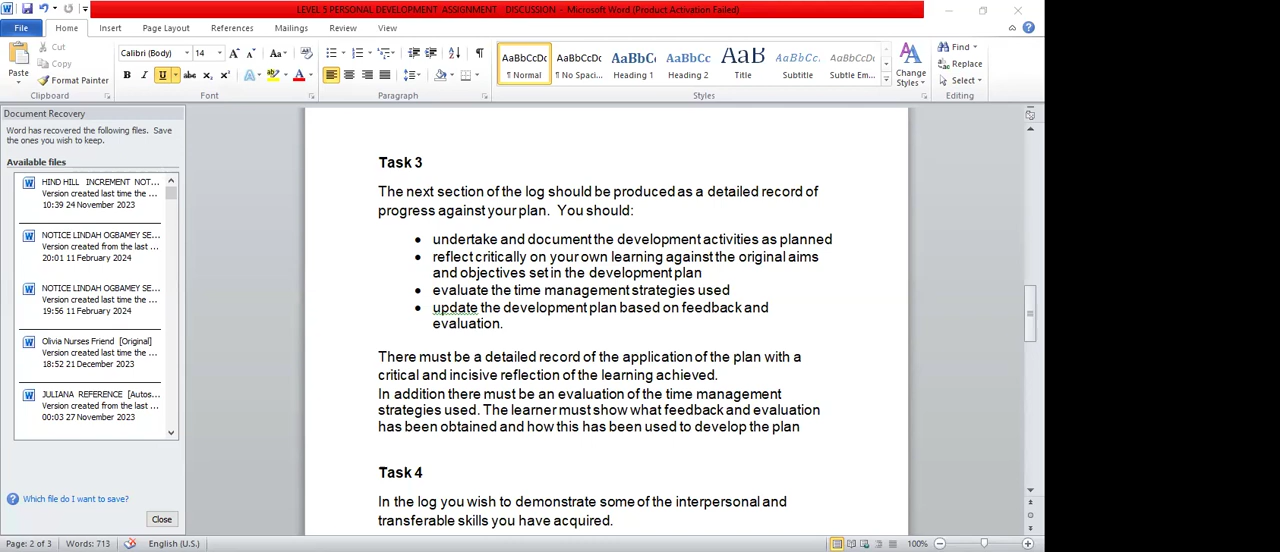 LEVEL 5 PERSONAL DEVELOPMENT ASSIGNMENT DISCUSSION - Microsoft Word (Product Activation Failed)
File Home Insert Page Layout References Mailings Review View
Cut
Copy
Format Painter
Paste
Calibri (Body) 14
B I U abc x₂ x²
AaBbCcDc AaBbCcDc AaBbCc AaBbCc AaB AaBbCc. AaBbCcDc
¶ Normal ¶ No Spaci... Heading 1 Heading 2 Title Subtitle Subtle Em...
Change
Styles
Find
Replace
Select
Clipboard Font Paragraph Styles Editing
Document Recovery
Word has recovered the following files. Save
the ones you wish to keep.
Available files
HIND HILL INCREMENT NOT...
Version created last time the ...
10:39 24 November 2023
NOTICE LINDAH OGBAMEY SE...
Version created from the last ...
20:01 11 February 2024
NOTICE LINDAH OGBAMEY SE...
Version created last time the ...
19:56 11 February 2024
Olivia Nurses Friend [Original]
Version created last time the ...
18:52 21 December 2023
JULIANA REFERENCE [Autos...
Version created last time the ...
00:03 27 November 2023
Which file do I want to save?
Close
Task 3
The next section of the log should be produced as a detailed record of
progress against your plan. You should:
• undertake and document the development activities as planned
• reflect critically on your own learning against the original aims
and objectives set in the development plan
• evaluate the time management strategies used
• update the development plan based on feedback and
evaluation.
There must be a detailed record of the application of the plan with a
critical and incisive reflection of the learning achieved.
In addition there must be an evaluation of the time management
strategies used. The learner must show what feedback and evaluation
has been obtained and how this has been used to develop the plan
Task 4
In the log you wish to demonstrate some of the interpersonal and
transferable skills you have acquired.
Page: 2 of 3 Words: 713 English (U.S.) 100%